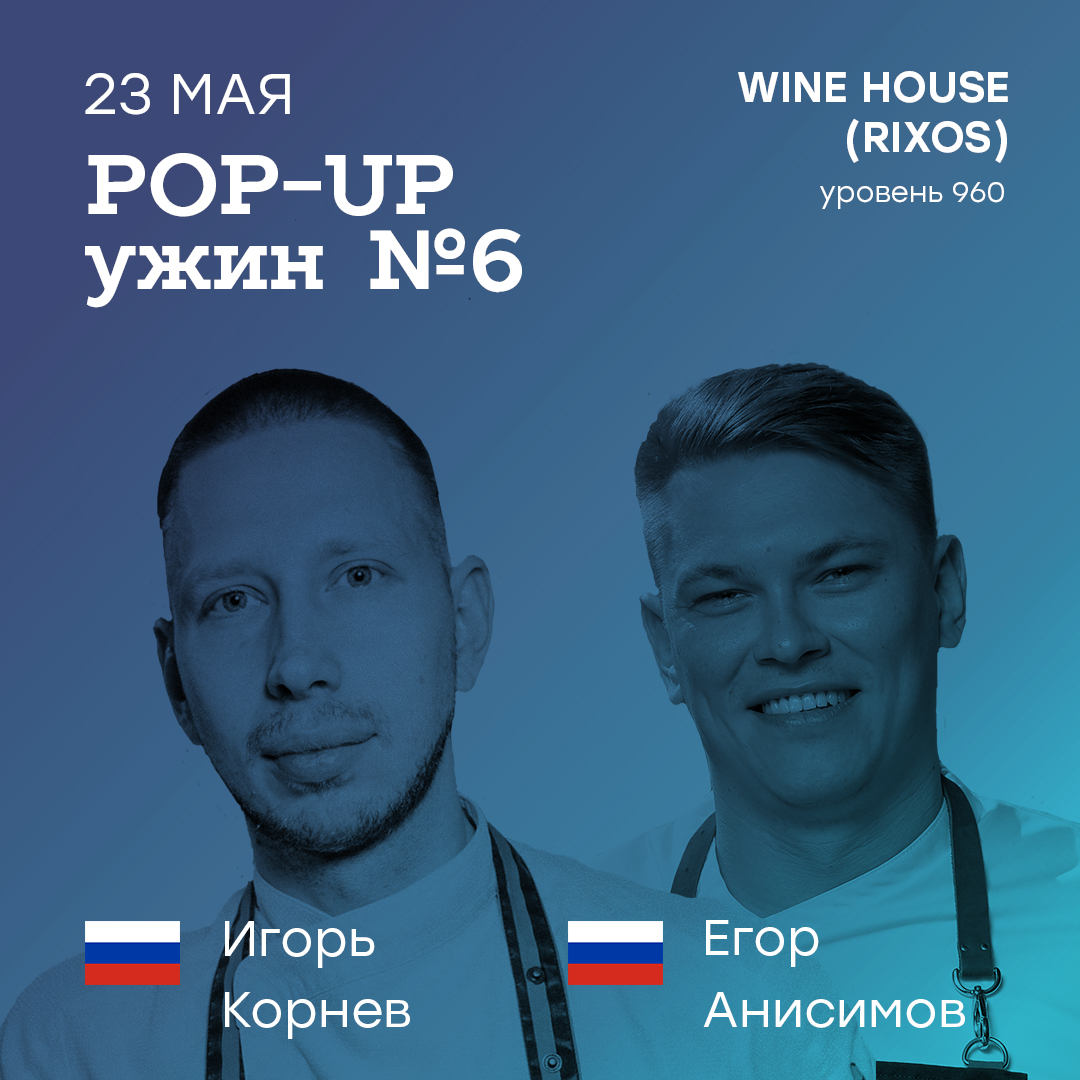 23 МАЯ
POP-UP
ужин №6
WINE HOUSE
(RIXOS)
уровень 960
Игорь
Корнев
Егор
Анисимов